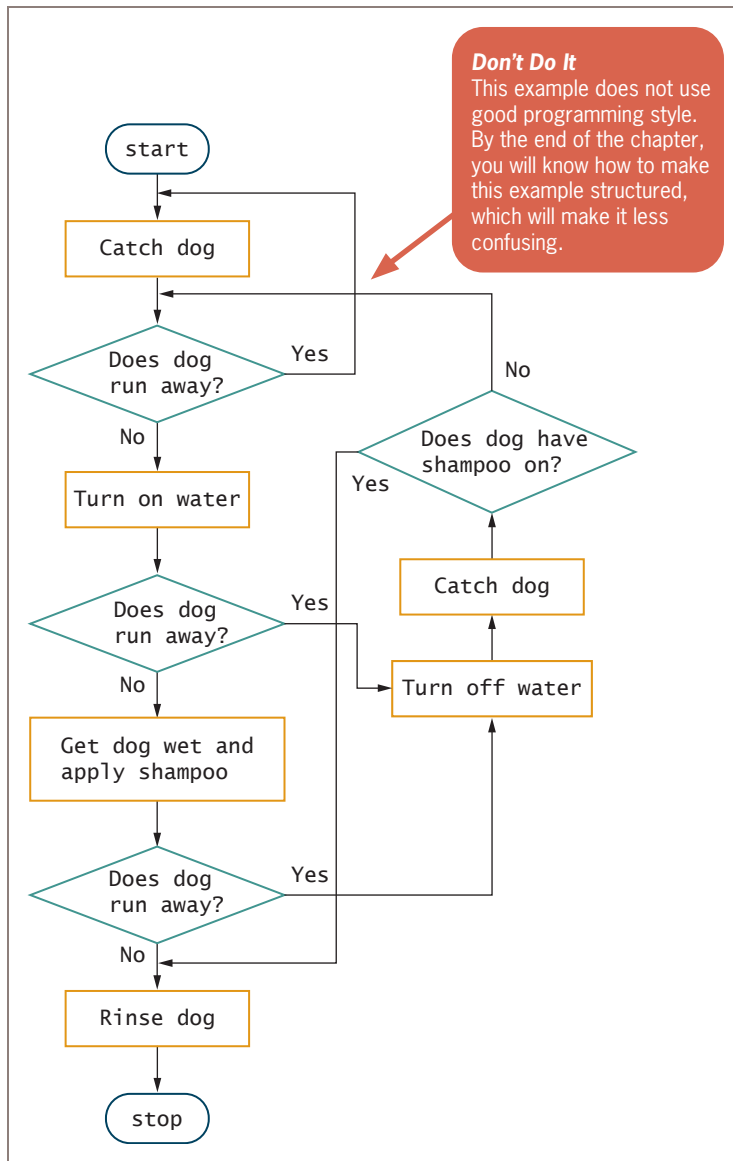 Don't Do It
This example does not use
good programming style.
By the end of the chapter,
you will know how to make
this example structured,
which will make it less
confusing.
start
Catch dog
Does dog
run away?
Yes
No
Turn on water
Does dog
run away?
Yes
No
Get dog wet and
apply shampoo
Does dog
run away?
Yes
No
Rinse dog
stop
No
Does dog have
shampoo on?
Yes
Catch dog
Turn off water